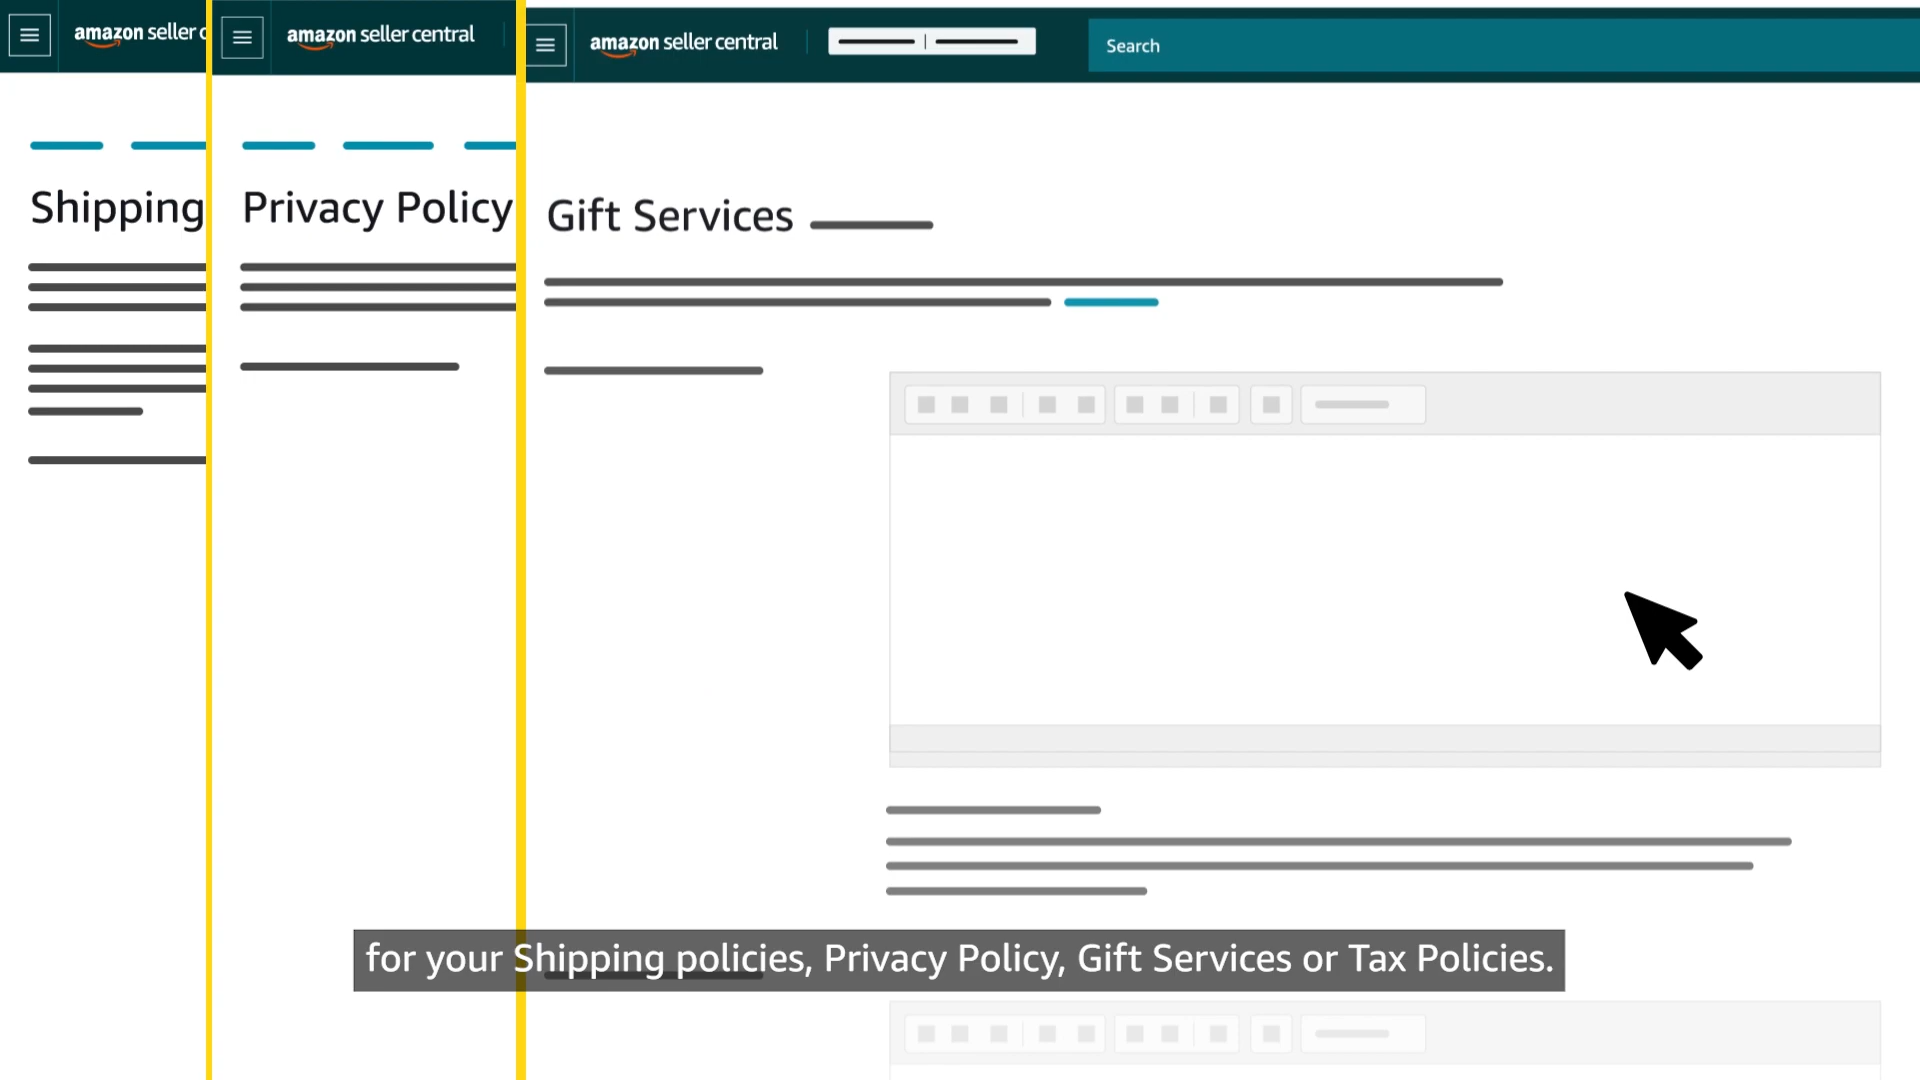 amazon seller c
amazon seller central
amazon seller central
Search
Shipping
Privacy Policy
Gift Services
for your Shipping policies, Privacy Policy, Gift Services or Tax Policies.